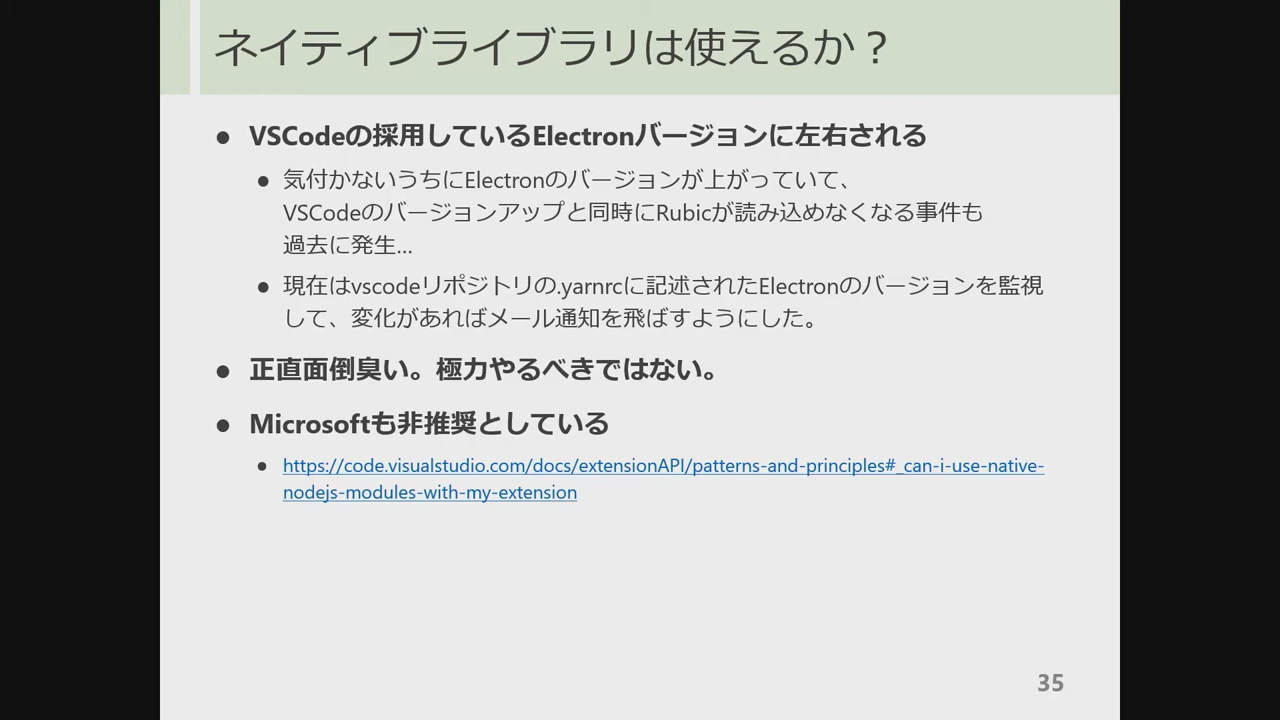 ネイティブライブラリは使えるか？
● VSCodeの採用しているElectronバージョンに左右される
● 気付かないうちにElectronのバージョンが上がっていて、
VSCodeのバージョンアップと同時にRubicが読み込めなくなる事件も
過去に発生…
● 現在はvscodeリポジトリの.yarnrcに記述されたElectronのバージョンを監視
して、変化があればメール通知を飛ばすようにした。
● 正直面倒臭い。極力やるべきではない。
● Microsoftも非推奨としている
● https://code.visualstudio.com/docs/extensionAPI/patterns-and-principles#_can-i-use-native-
nodejs-modules-with-my-extension
35